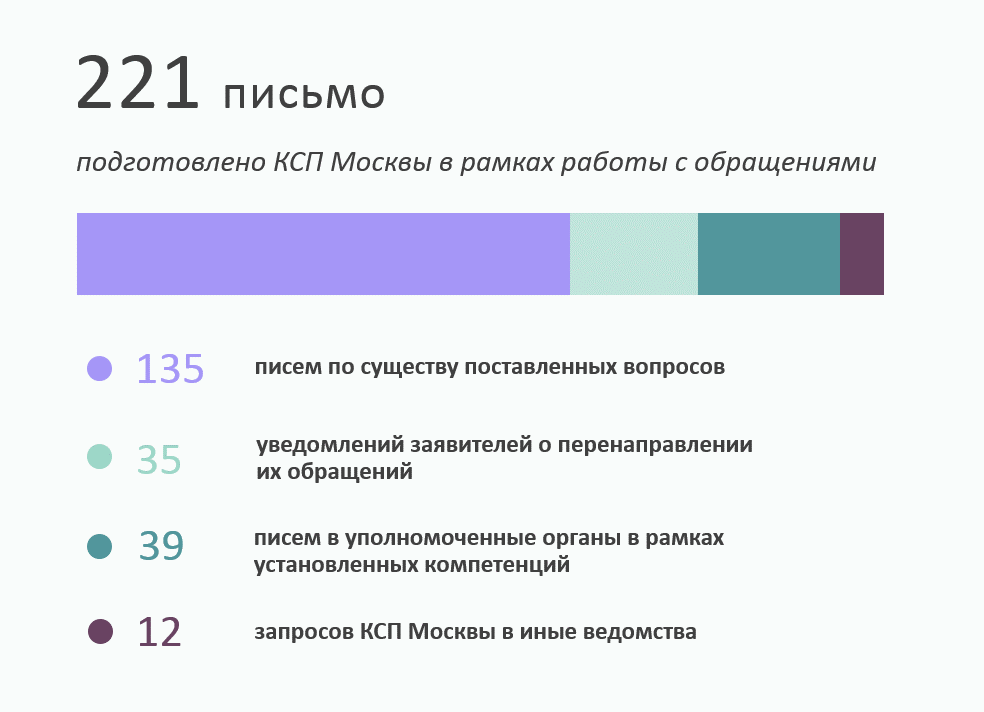 221 письмо
подготовлено КСП Москвы в рамках работы с обращениями
135 писем по существу поставленных вопросов
35 уведомлений заявителей о перенаправлении
их обращений
39 писем в уполномоченные органы в рамках
установленных компетенций
12 запросов КСП Москвы в иные ведомства